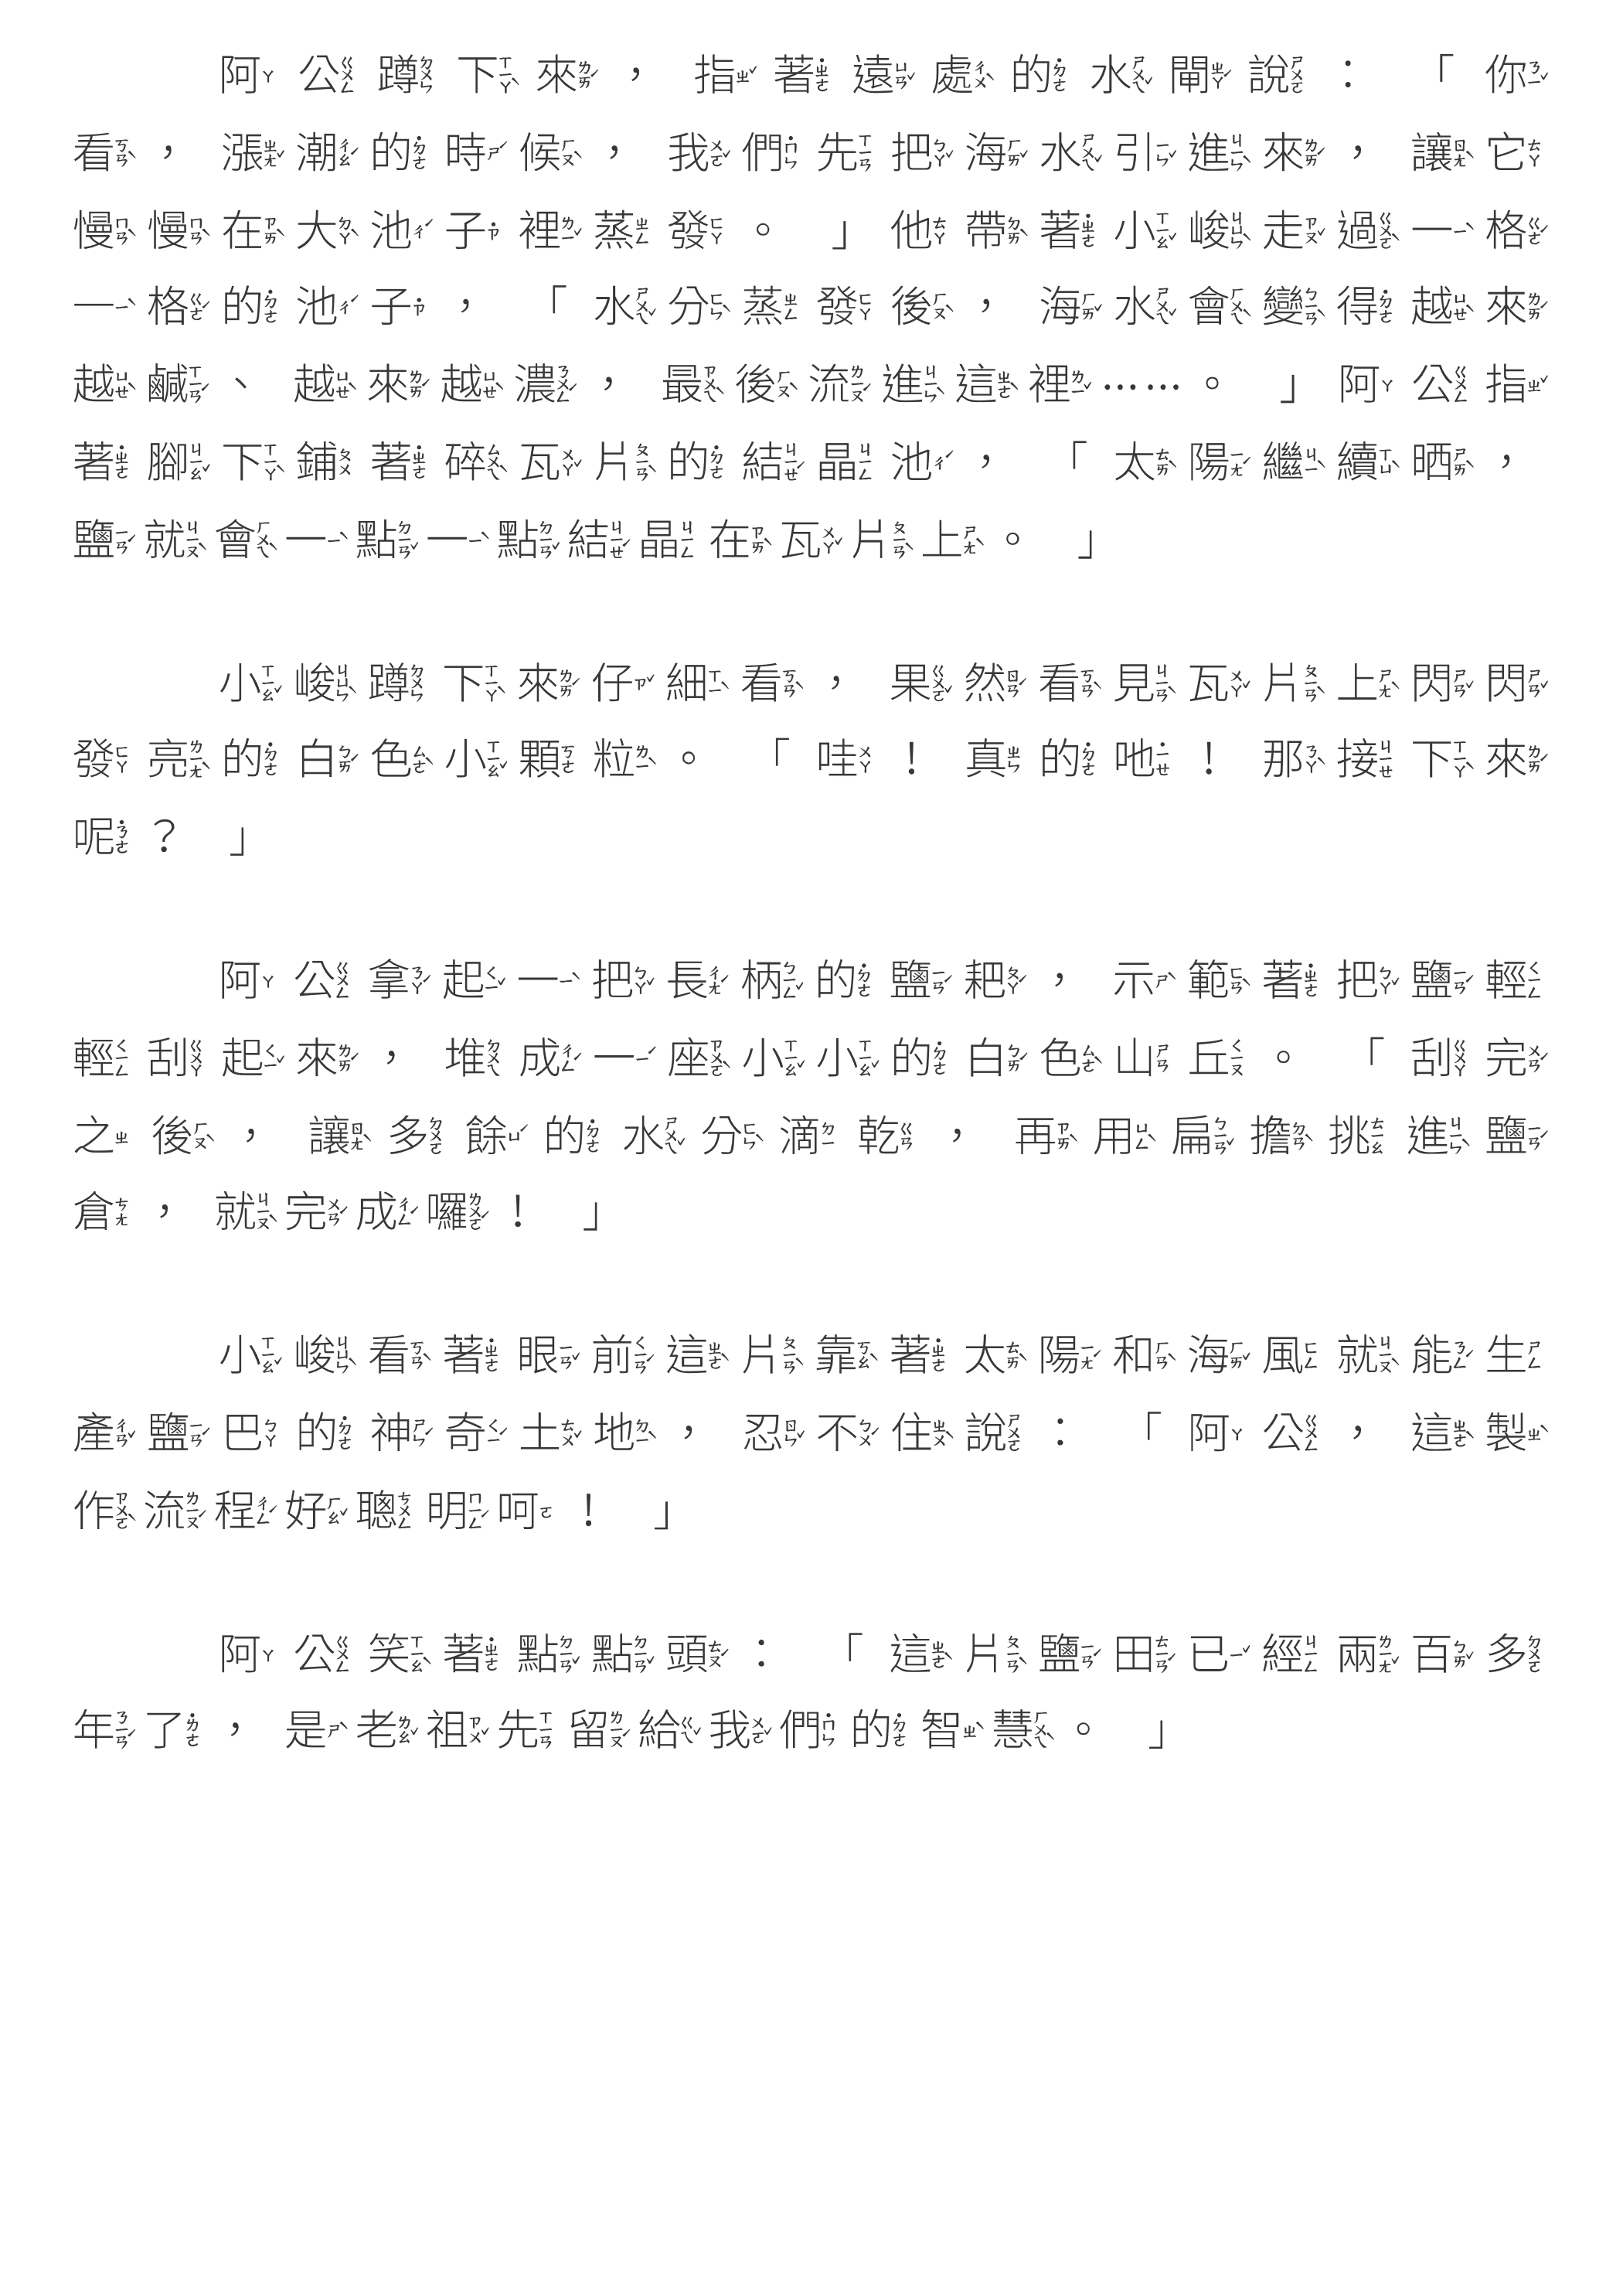 阿公蹲下來，指著遠處的水閘說：「你
看，漲潮的時候，我們先把海水引進來，讓它
慢慢在大池子裡蒸發。」他帶著小峻走過一格
一格的池子，「水分蒸發後，海水會變得越來
越鹹、越來越濃，最後流進這裡……。」阿公指
著腳下鋪著碎瓦片的結晶池，「太陽繼續晒，
鹽就會一點一點結晶在瓦片上。」
小峻蹲下來仔細看，果然看見瓦片上閃閃
發亮的白色小顆粒。「哇！真的吔！那接下來
呢？」
阿公拿起一把長柄的鹽耙，示範著把鹽輕
輕刮起來，堆成一座小小的白色山丘。「刮完
之後，讓多餘的水分滴乾，再用扁擔挑進鹽
倉，就完成囉！」
小峻看著眼前這片靠著太陽和海風就能生
產鹽巴的神奇土地，忍不住說：「阿公，這製
作流程好聰明呵！」
阿公笑著點點頭：「這片鹽田已經兩百多
年了，是老祖先留給我們的智慧。」